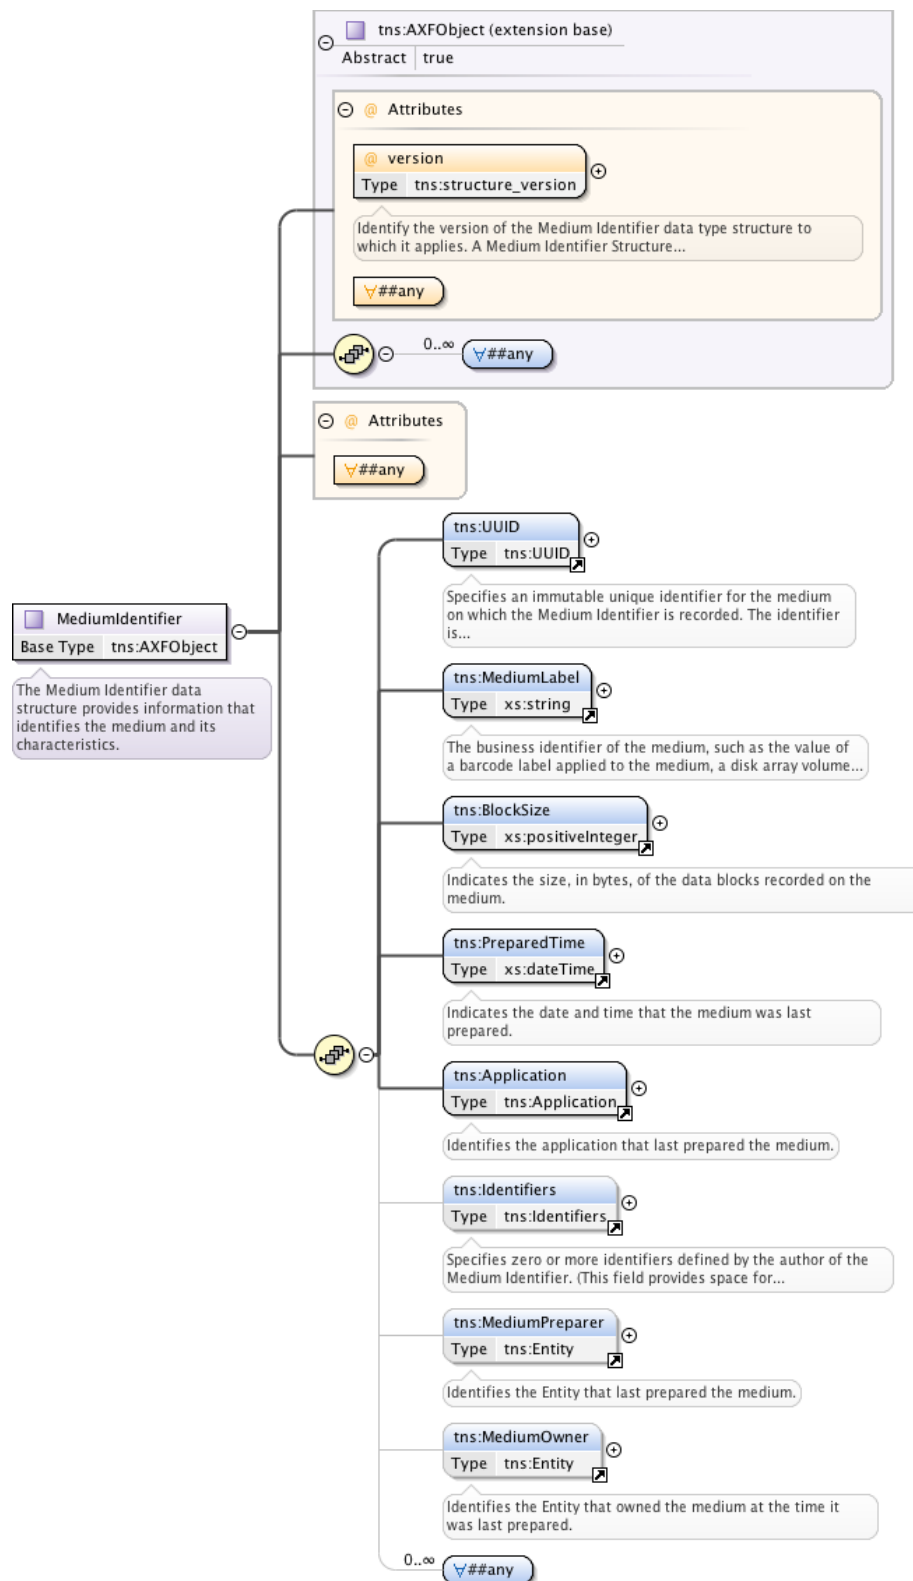 tns:AXFObject (extension base)
Abstract true
@ Attributes
@ version
Type tns:structure_version
Identify the version of the Medium Identifier data type structure to
which it applies. A Medium Identifier Structure...
∀##any
0..∞ ∀##any
@ Attributes
∀##any
MediumIdentifier
Base Type tns:AXFObject
The Medium Identifier data
structure provides information that
identifies the medium and its
characteristics.
tns:UUID
Type tns:UUID
Specifies an immutable unique identifier for the medium
on which the Medium Identifier is recorded. The identifier
is...
tns:MediumLabel
Type xs:string
The business identifier of the medium, such as the value of
a barcode label applied to the medium, a disk array volume...
tns:BlockSize
Type xs:positiveInteger
Indicates the size, in bytes, of the data blocks recorded on the
medium.
tns:PreparedTime
Type xs:dateTime
Indicates the date and time that the medium was last
prepared.
tns:Application
Type tns:Application
Identifies the application that last prepared the medium.
tns:Identifiers
Type tns:Identifiers
Specifies zero or more identifiers defined by the author of the
Medium Identifier. (This field provides space for...
tns:MediumPreparer
Type tns:Entity
Identifies the Entity that last prepared the medium.
tns:MediumOwner
Type tns:Entity
Identifies the Entity that owned the medium at the time it
was last prepared.
0..∞ ∀##any